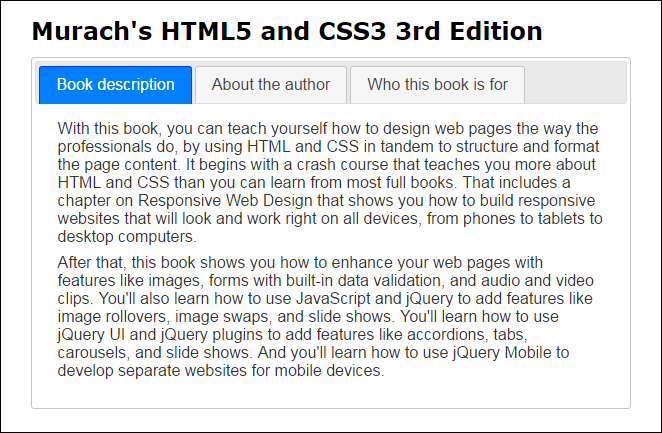 Murach's HTML5 and CSS3 3rd Edition
Book description
About the author
Who this book is for
With this book, you can teach yourself how to design web pages the way the
professionals do, by using HTML and CSS in tandem to structure and format
the page content. It begins with a crash course that teaches you more about
HTML and CSS than you can learn from most full books. That includes a
chapter on Responsive Web Design that shows you how to build responsive
websites that will look and work right on all devices, from phones to tablets to
desktop computers.
After that, this book shows you how to enhance your web pages with
features like images, forms with built-in data validation, and audio and video
clips. You'll also learn how to use JavaScript and jQuery to add features like
image rollovers, image swaps, and slide shows. You'll learn how to use
jQuery UI and jQuery plugins to add features like accordions, tabs,
carousels, and slide shows. And you'll learn how to use jQuery Mobile to
develop separate websites for mobile devices.